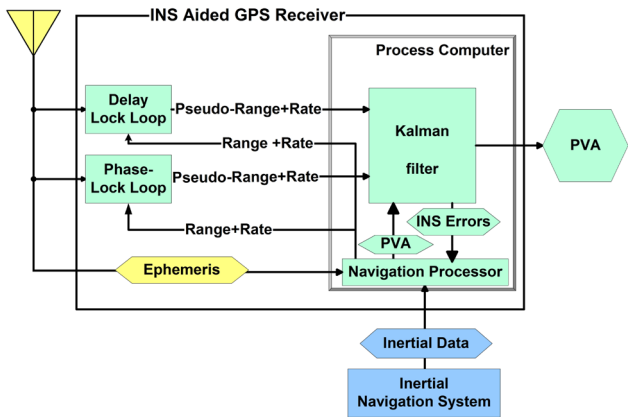 INS Aided GPS Receiver
Process Computer
Delay
Lock Loop
Pseudo-Range+Rate
Range +Rate
Kalman
filter
PVA
Phase-
Lock Loop
Pseudo-Range+Rate
Range+Rate
INS Errors
PVA
Ephemeris
Navigation Processor
Inertial Data
Inertial
Navigation System